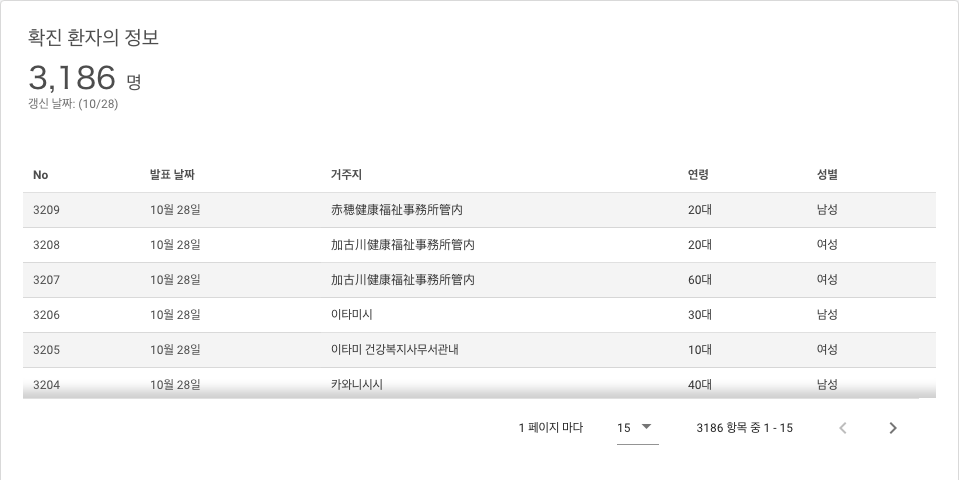 확진 환자의 정보
3,186 명
갱신 날짜: (10/28)
No 발표 날짜 거주지 연령 성별
3209 10월 28일 赤穂健康福祉事務所管内 20대 남성
3208 10월 28일 加古川健康福祉事務所管内 20대 여성
3207 10월 28일 加古川健康福祉事務所管内 60대 여성
3206 10월 28일 이타미시 30대 남성
3205 10월 28일 이타미 건강복지사무서관내 10대 여성
3204 10월 28일 카와니시시 40대 남성
1 페이지 마다 15 3186 항목 중 1 - 15